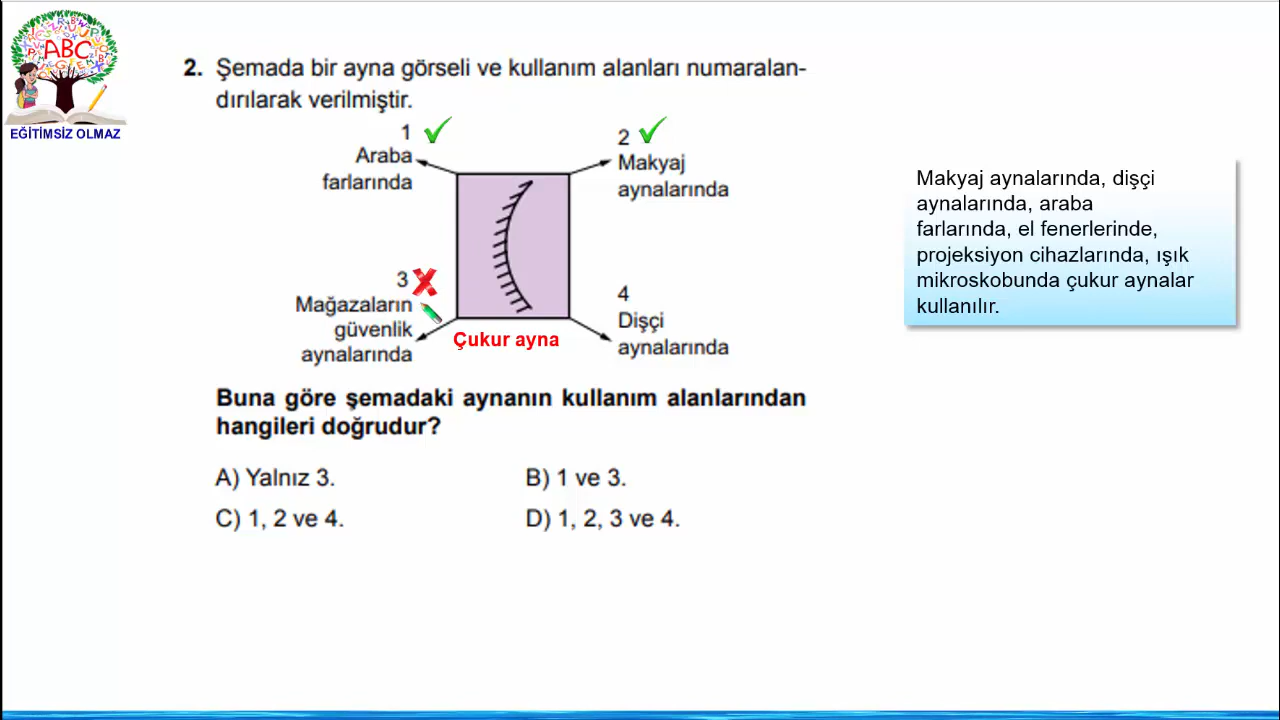 ABC
EĞİTİMSİZ OLMAZ
2. Şemada bir ayna görseli ve kullanım alanları numaralan-
dırılarak verilmiştir.
1
Araba
farlarında
2
Makyaj
aynalarında
3
Mağazaların
güvenlik
aynalarında
4
Dişçi
aynalarında
Çukur ayna
Buna göre şemadaki aynanın kullanım alanlarından
hangileri doğrudur?
A) Yalnız 3.
B) 1 ve 3.
C) 1, 2 ve 4.
D) 1, 2, 3 ve 4.
Makyaj aynalarında, dişçi
aynalarında, araba
farlarında, el fenerlerinde,
projeksiyon cihazlarında, ışık
mikroskobunda çukur aynalar
kullanılır.